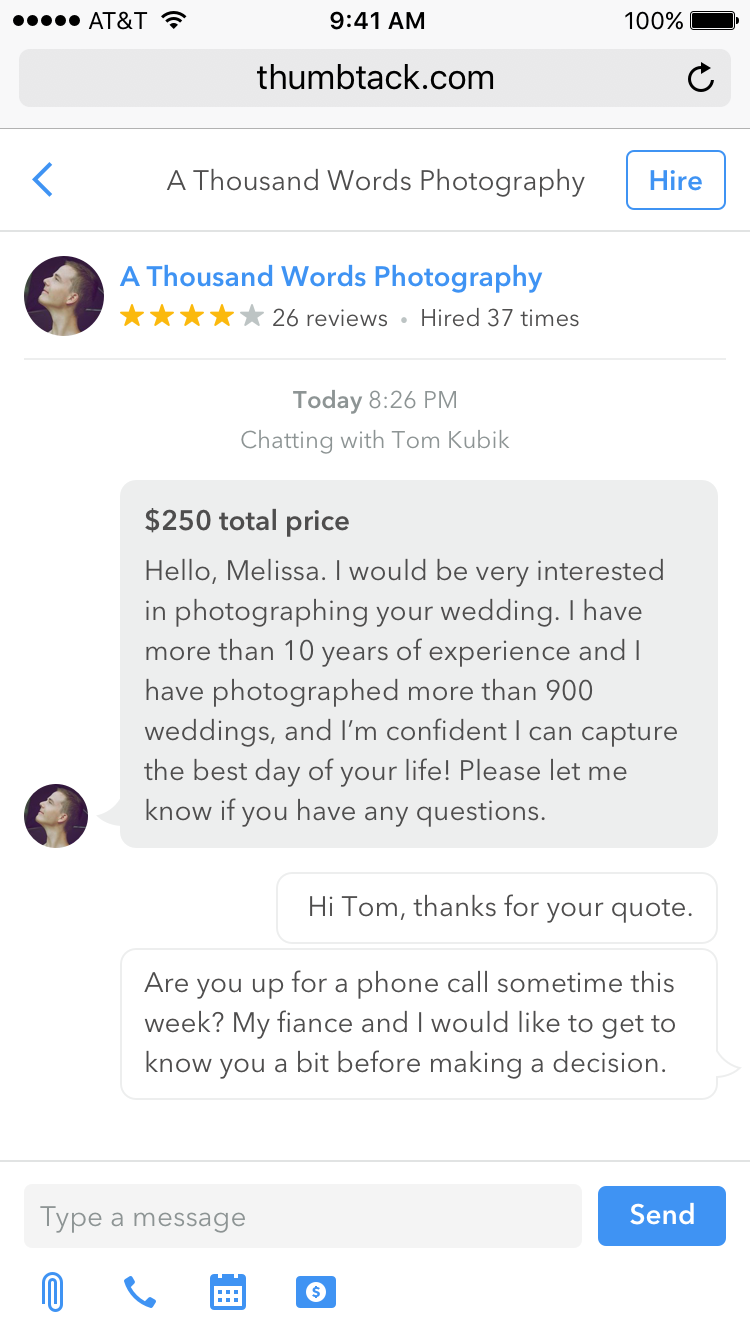 AT&T 9:41 AM 100%
thumbtack.com
A Thousand Words Photography Hire
A Thousand Words Photography
26 reviews • Hired 37 times
Today 8:26 PM
Chatting with Tom Kubik
$250 total price
Hello, Melissa. I would be very interested
in photographing your wedding. I have
more than 10 years of experience and I
have photographed more than 900
weddings, and I’m confident I can capture
the best day of your life! Please let me
know if you have any questions.
Hi Tom, thanks for your quote.
Are you up for a phone call sometime this
week? My fiance and I would like to get to
know you a bit before making a decision.
Type a message Send
$